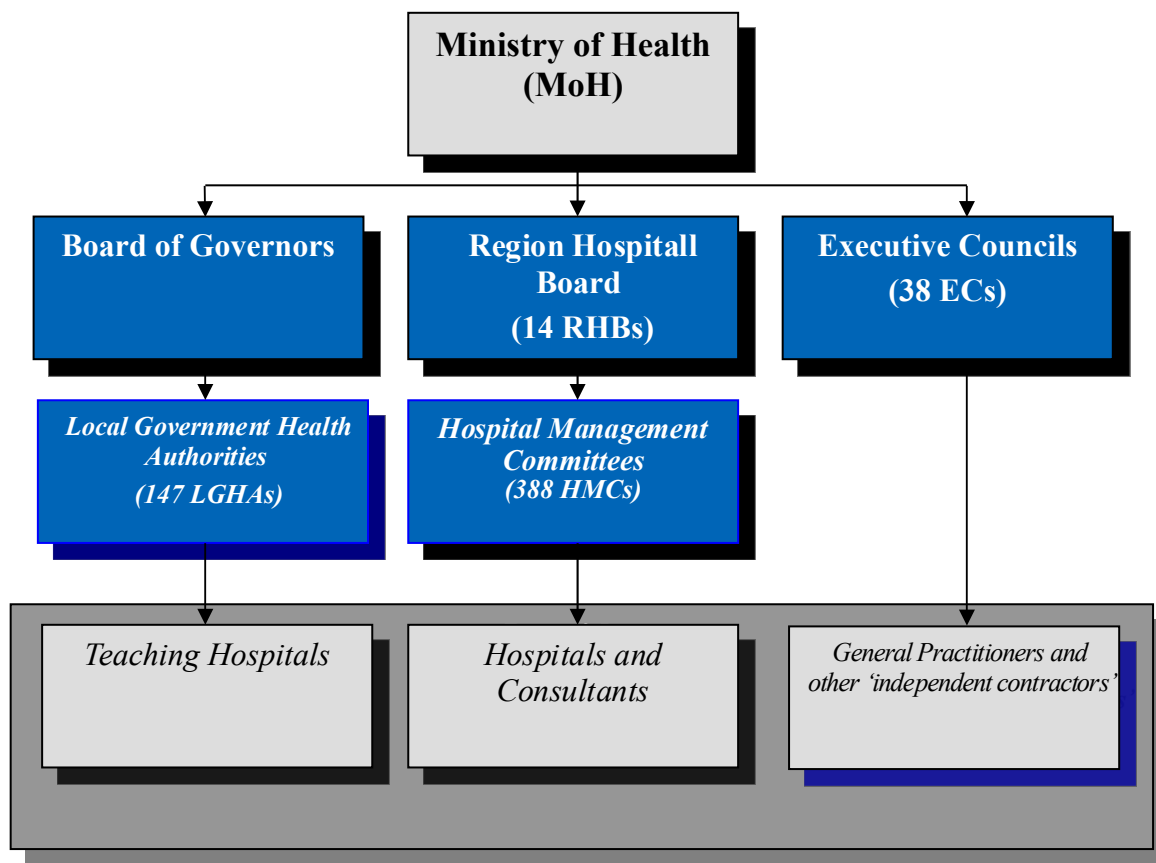 Ministry of Health
(MoH)
Board of Governors
Region Hospitall
Board
(14 RHBs)
Executive Councils
(38 ECs)
Local Government Health
Authorities
(147 LGHAs)
Hospital Management
Committees
(388 HMCs)
Teaching Hospitals
Hospitals and
Consultants
General Practitioners and
other ‘independent contractors’